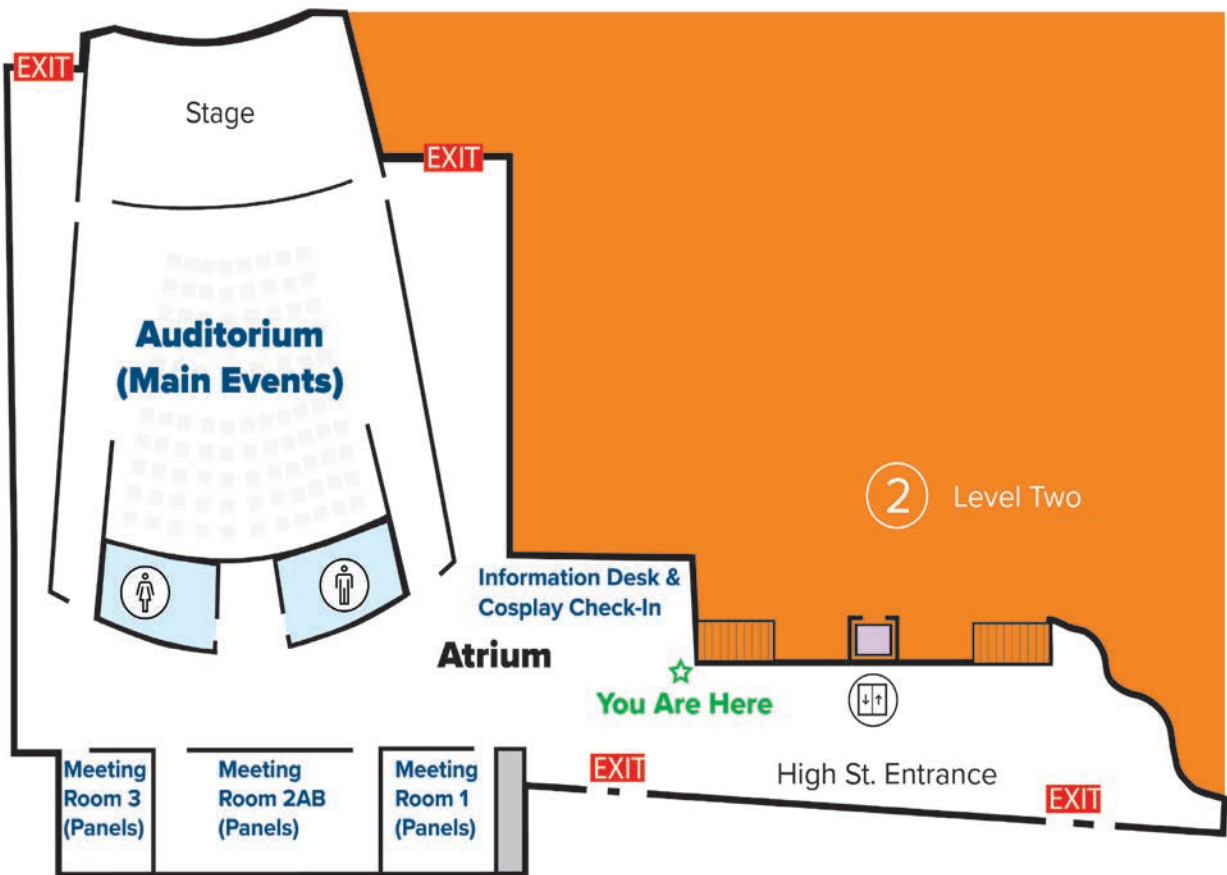 EXIT
Stage
EXIT
Auditorium
(Main Events)
2 Level Two
Information Desk &
Cosplay Check-In
Atrium
You Are Here
Meeting
Room 3
(Panels)
Meeting
Room 2AB
(Panels)
Meeting
Room 1
(Panels)
EXIT
High St. Entrance
EXIT